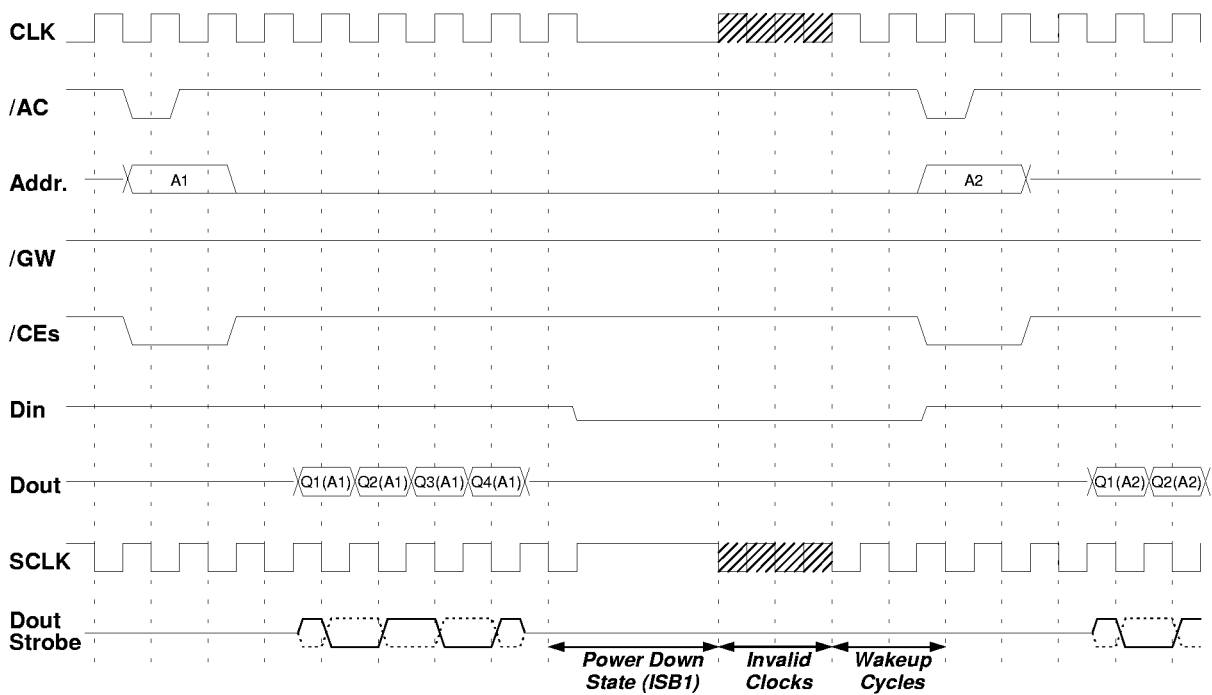 CLK
/AC
Addr.
A1
A2
/GW
/CEs
Din
Dout
Q1(A1)
Q2(A1)
Q3(A1)
Q4(A1)
Q1(A2)
Q2(A2)
SCLK
Dout
Strobe
Power Down
State (ISB1)
Invalid
Clocks
Wakeup
Cycles